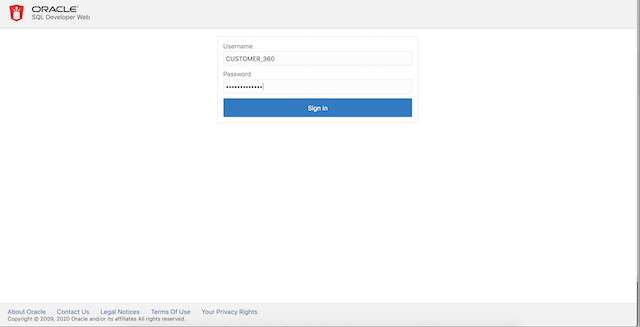 ORACLE
SQL Developer Web
Username
CUSTOMER_360
Password
•••••••••••••
Sign in
About Oracle Contact Us Legal Notices Terms Of Use Your Privacy Rights
Copyright © 2009, 2020 Oracle and/or its affiliates All rights reserved.